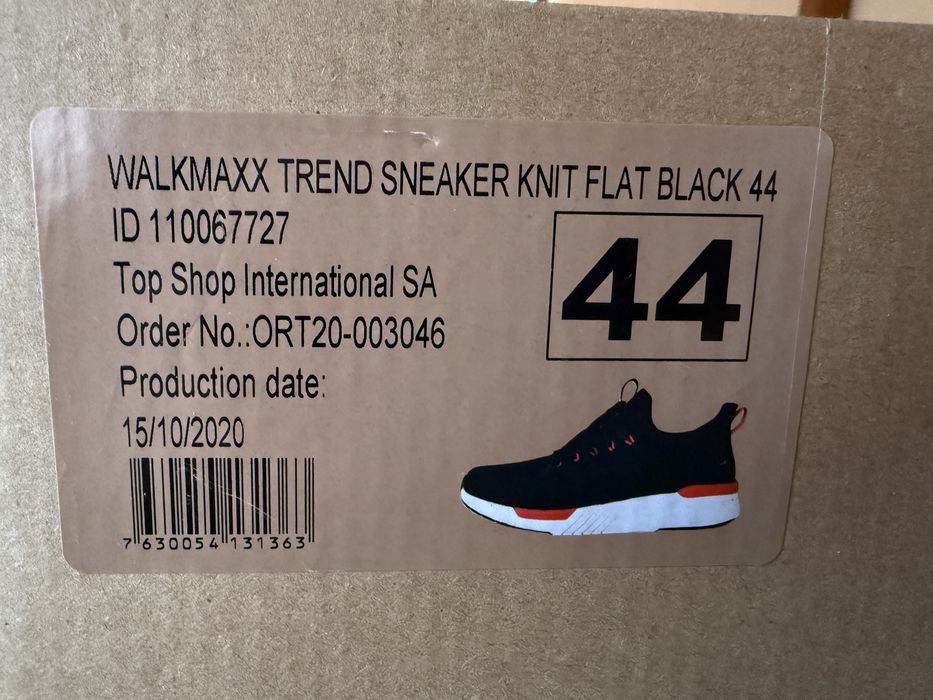 WALKMAXX TREND SNEAKER KNIT FLAT BLACK 44
ID 110067727
44
Top Shop International SA
Order No.:ORT20-003046
Production date:
15/10/2020
7 630054 131363